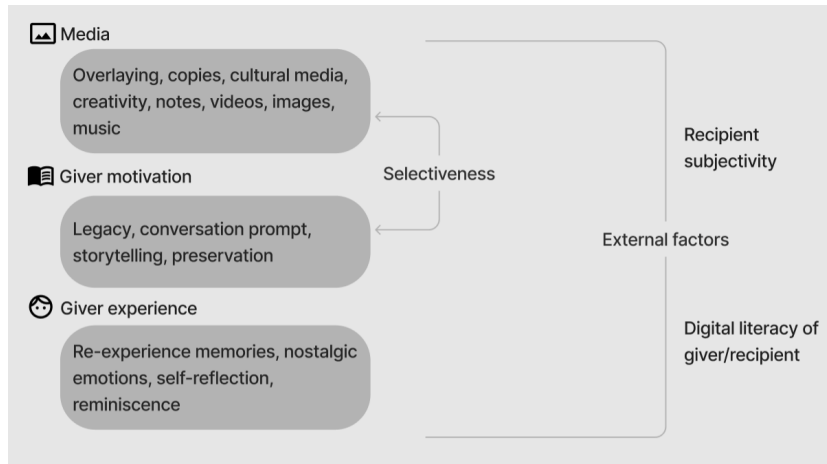 Media
Overlaying, copies, cultural media,
creativity, notes, videos, images,
music
Giver motivation
Legacy, conversation prompt,
storytelling, preservation
Giver experience
Re-experience memories, nostalgic
emotions, self-reflection,
reminiscence
Selectiveness
Recipient
subjectivity
External factors
Digital literacy of
giver/recipient